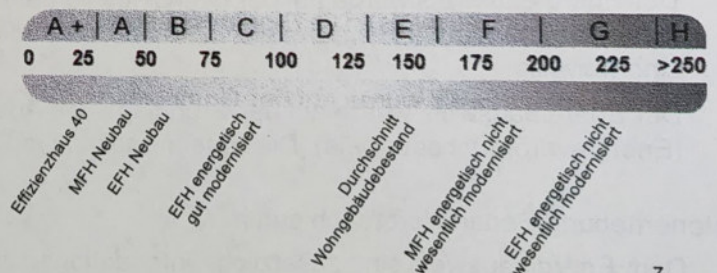 A+ | A | B | C | D | E | F | G | H
0 25 50 75 100 125 150 175 200 225 >250
Effizienzhaus 40
MFH Neubau
EFH Neubau
EFH energetisch
gut modernisiert
Durchschnitt
Wohngebäudebestand
MFH energetisch nicht
wesentlich modernisiert
EFH energetisch nicht
wesentlich modernisiert
7